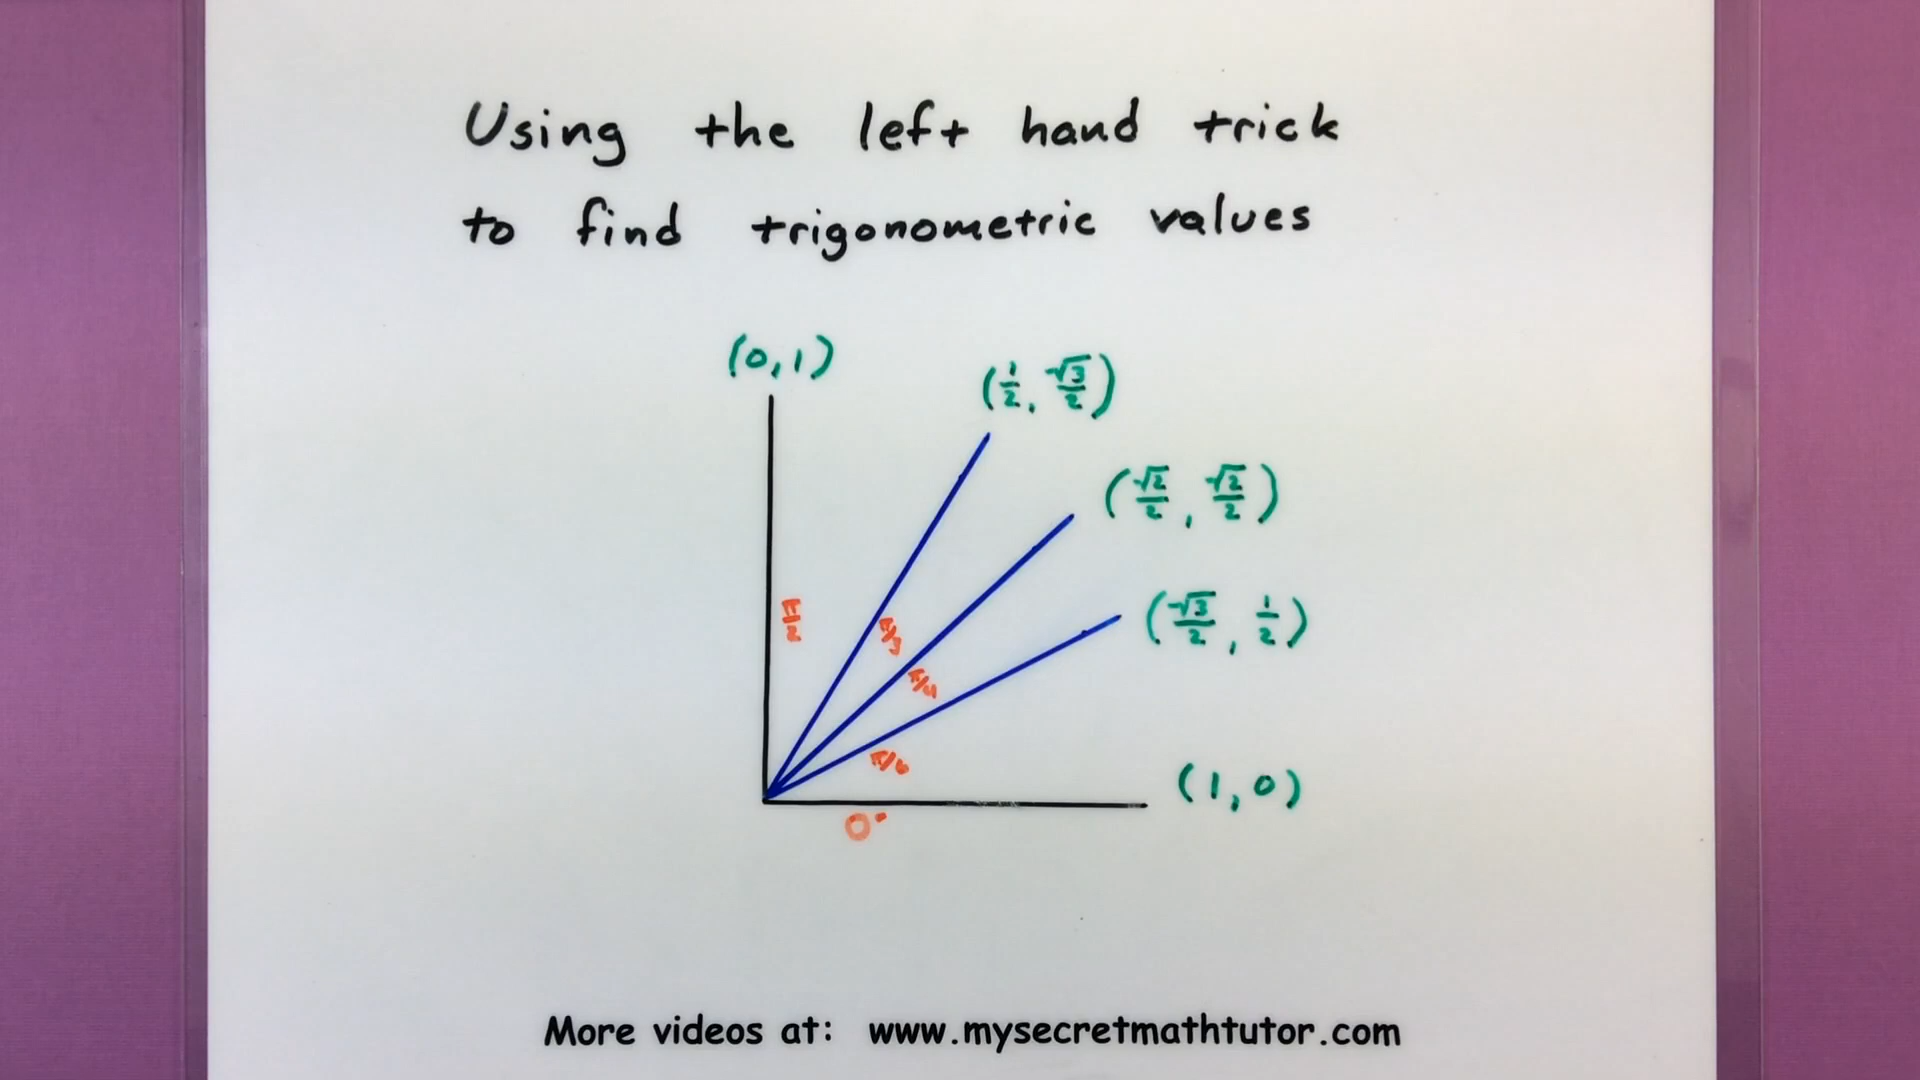 Using the left hand trick
to find trigonometric values
(0,1)
(1/2, √3/2)
(√2/2, √2/2)
π/2
π/3
(√3/2, 1/2)
π/4
π/6
(1,0)
0°
More videos at: www.mysecretmathtutor.com